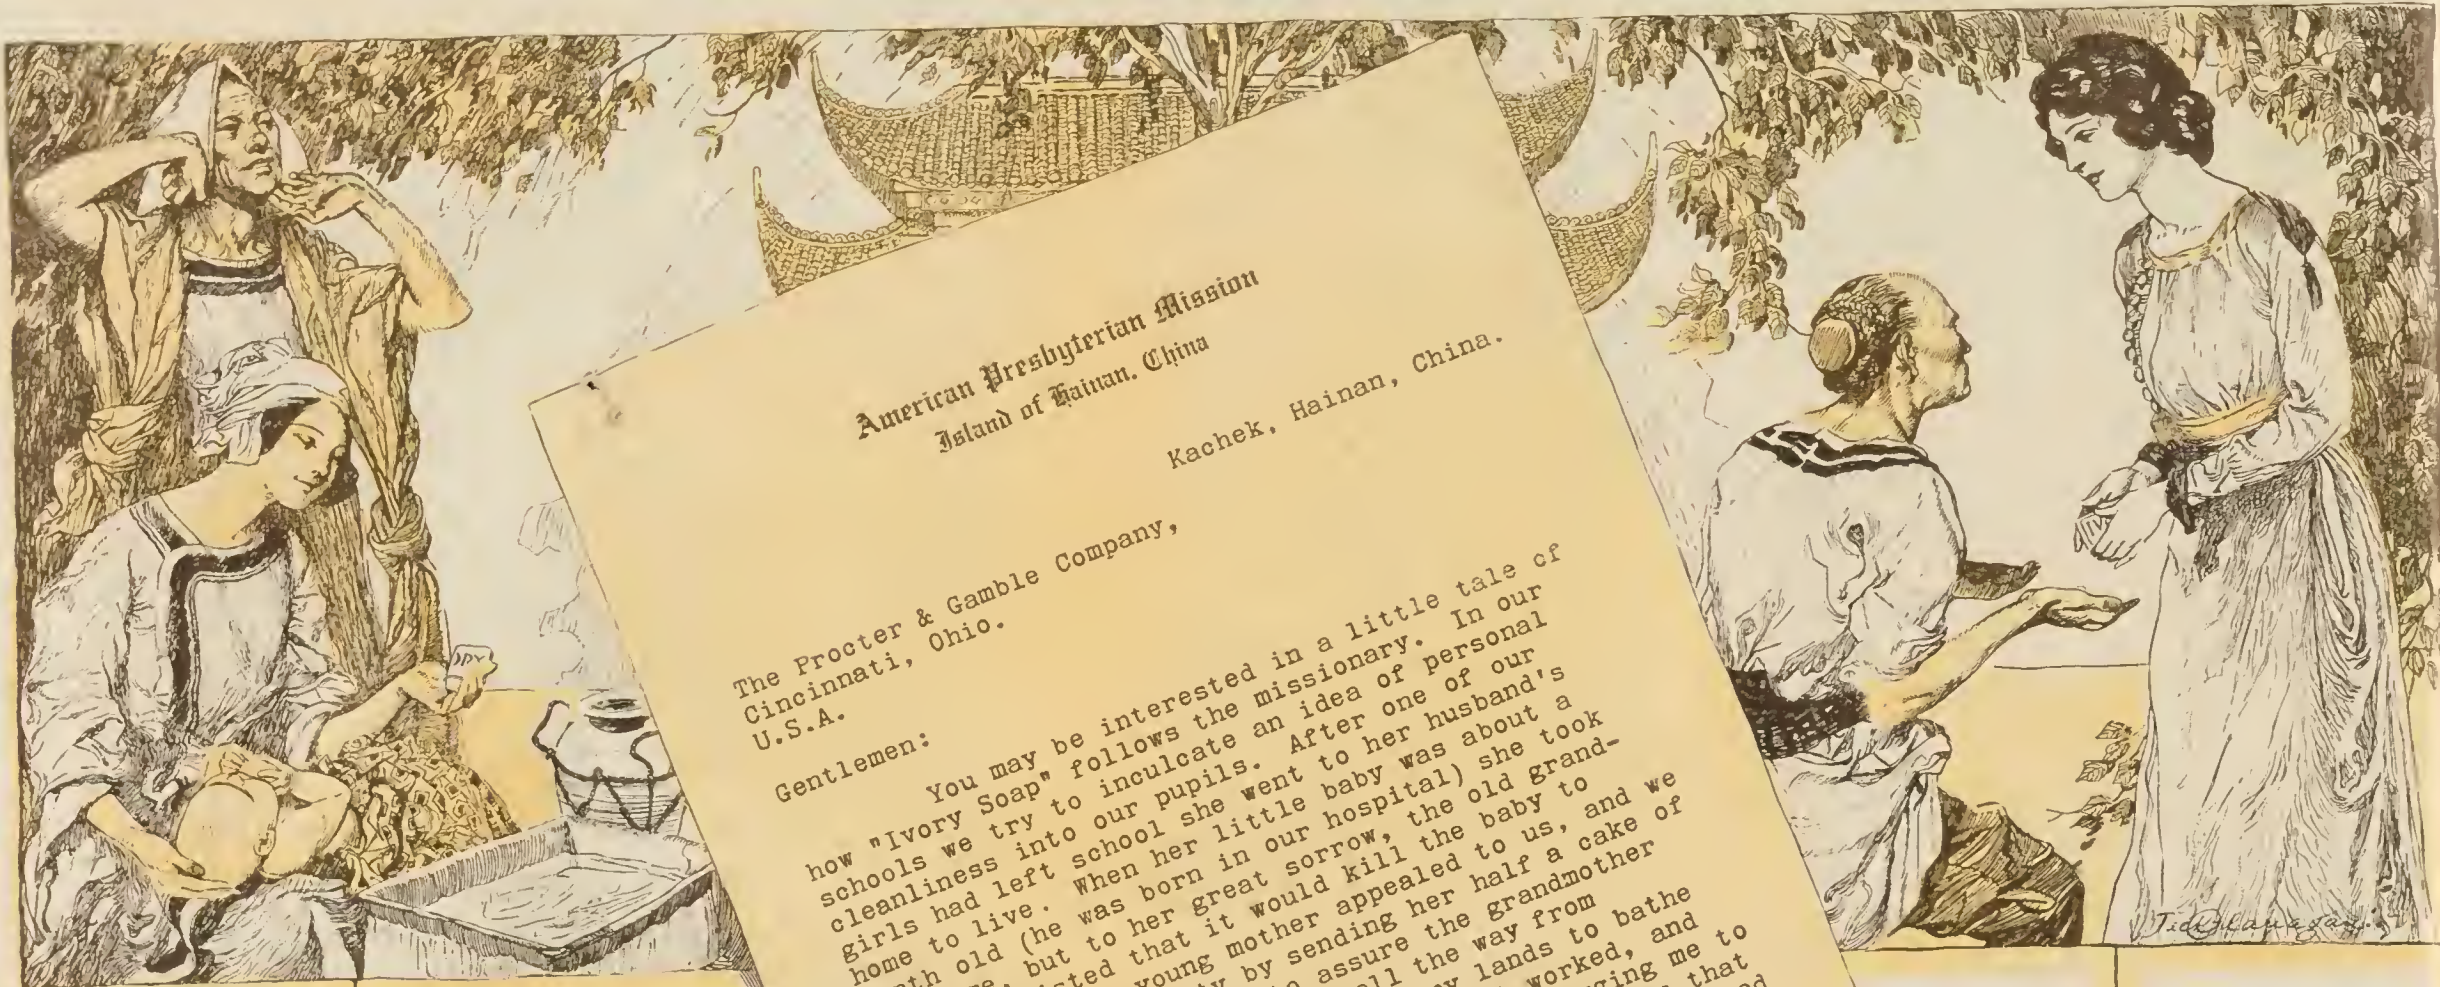 American Presbyterian Mission
Island of Hainan, China
Kachek, Hainan, China.
The Procter & Gamble Company,
Cincinnati, Ohio.
U.S.A.
Gentlemen:
You may be interested in a little tale of
how "Ivory Soap" follows the missionary. In our
schools we try to inculcate an idea of personal
cleanliness into our pupils. After one of our
girls had left school she went to her husband's
home to live. When her little baby was about a
th old (he was born in our hospital) she took
but to her great sorrow, the old grand-
isted that it would kill the baby to
young mother appealed to us, and we
by sending her half a cake of
to assure the grandmother
all the way from
lands to bathe
worked, and
me to
that